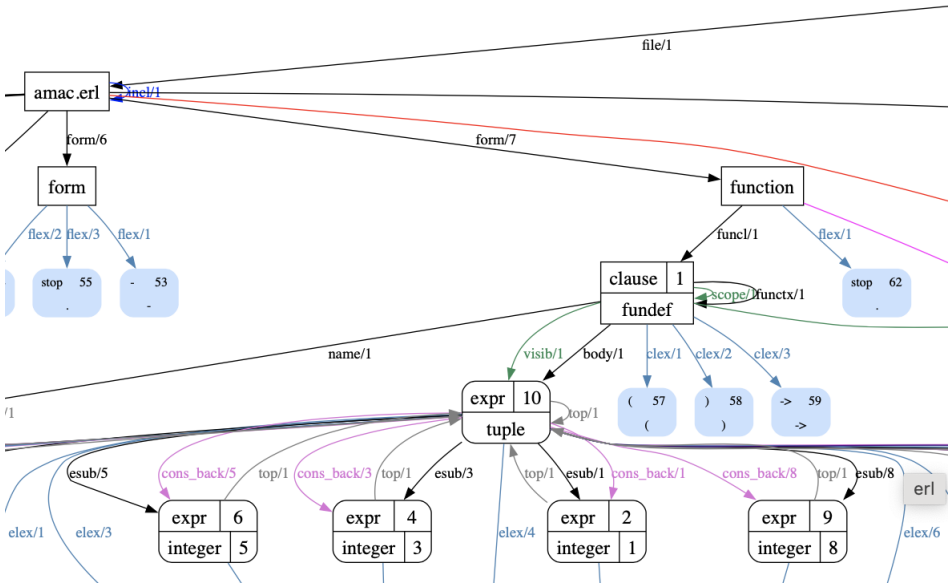 file/1
amac.erl
incl/1
form/6
form/7
form
function
flex/2
flex/3
flex/1
funcl/1
flex/1
stop 55
.
- 53
-
clause 1
fundef
scope/1
functx/1
stop 62
.
name/1
visib/1
body/1
clex/1
clex/2
clex/3
( 57
(
) 58
)
-> 59
->
/1
expr 10
tuple
top/1
esub/5
cons_back/5
top/1
cons_back/3
top/1
esub/3
top/1
esub/1
cons_back/1
cons_back/8
top/1
esub/8
erl
elex/1
elex/3
expr 6
integer 5
expr 4
integer 3
elex/4
expr 2
integer 1
expr 9
integer 8
elex/6